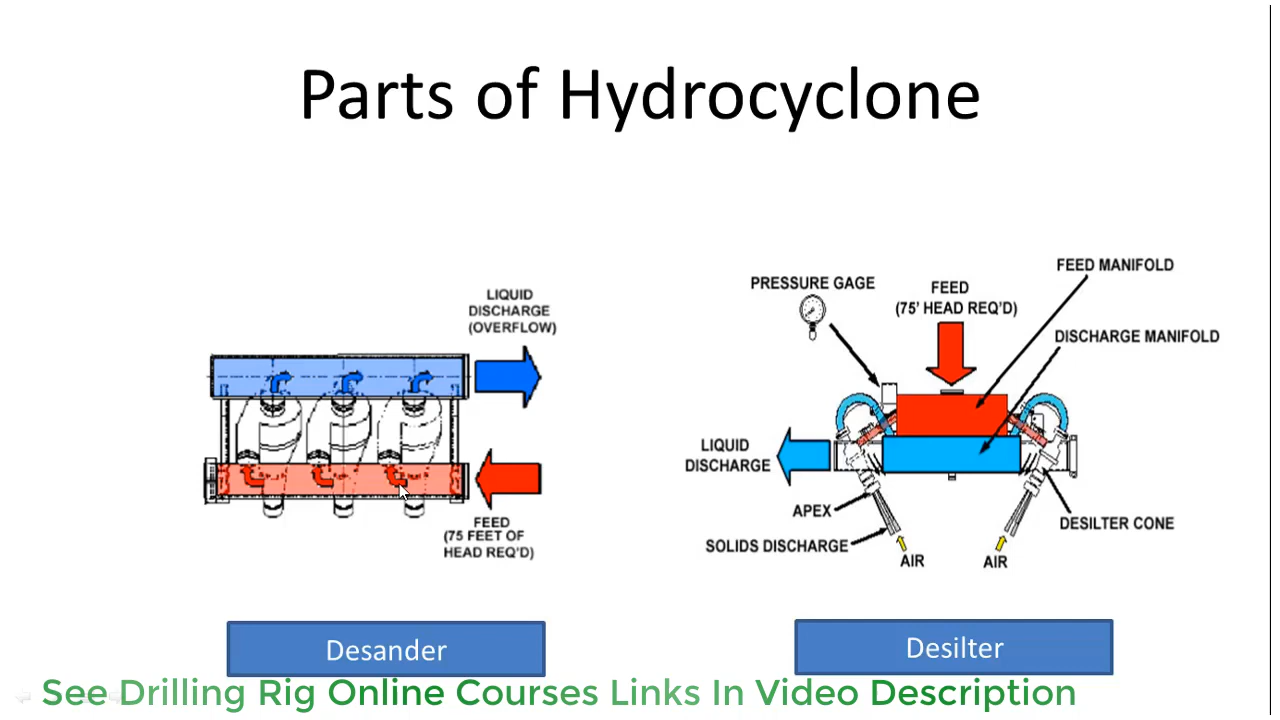 Parts of Hydrocyclone
LIQUID
DISCHARGE
(OVERFLOW)
FEED
(75 FEET OF
HEAD REQ'D)
Desander
PRESSURE GAGE
FEED
(75' HEAD REQ'D)
FEED MANIFOLD
DISCHARGE MANIFOLD
LIQUID
DISCHARGE
APEX
SOLIDS DISCHARGE
AIR
AIR
DESILTER CONE
Desilter
See Drilling Rig Online Courses Links In Video Description